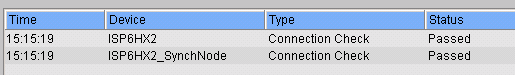 Time Device Type Status
15:15:19 ISP6HX2 Connection Check Passed
15:15:19 ISP6HX2_SynchNode Connection Check Passed